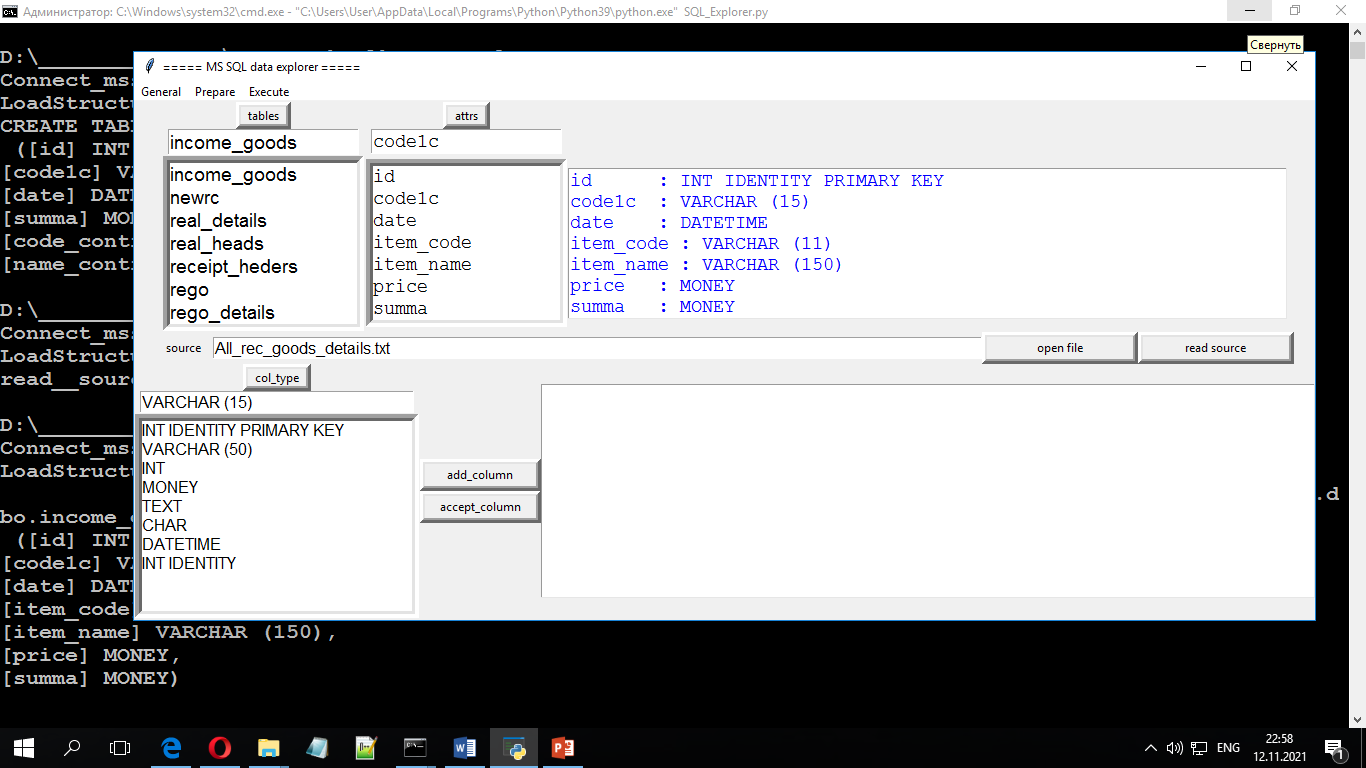 Администратор: C:\Windows\system32\cmd.exe - "C:\Users\User\AppData\Local\Programs\Python\Python39\python.exe" SQL_Explorer.py
Свернуть
===== MS SQL data explorer =====
General Prepare Execute
tables attrs
income_goods code1c
income_goods
newrc
real_details
real_heads
receipt_heders
rego
rego_details
id
code1c
date
item_code
item_name
price
summa
id : INT IDENTITY PRIMARY KEY
code1c : VARCHAR (15)
date : DATETIME
item_code : VARCHAR (11)
item_name : VARCHAR (150)
price : MONEY
summa : MONEY
source All_rec_goods_details.txt open file read source
col_type
VARCHAR (15)
INT IDENTITY PRIMARY KEY
VARCHAR (50)
INT
MONEY
TEXT
CHAR
DATETIME
INT IDENTITY
add_column
accept_column
D:\_________
Connect_ms
LoadStructu
CREATE TAB
([id] INT
[code1c] V
[date] DAT
[summa] MO
[code_cont
[name_cont
D:\_________
Connect_ms
LoadStruct
read__sour
D:\_________
Connect_ms
LoadStruct
.d
bo.income_
([id] INT
[code1c] V
[date] DAT
[item_code
[item_name] VARCHAR (150),
[price] MONEY,
[summa] MONEY)
ENG
22:58
12.11.2021
1